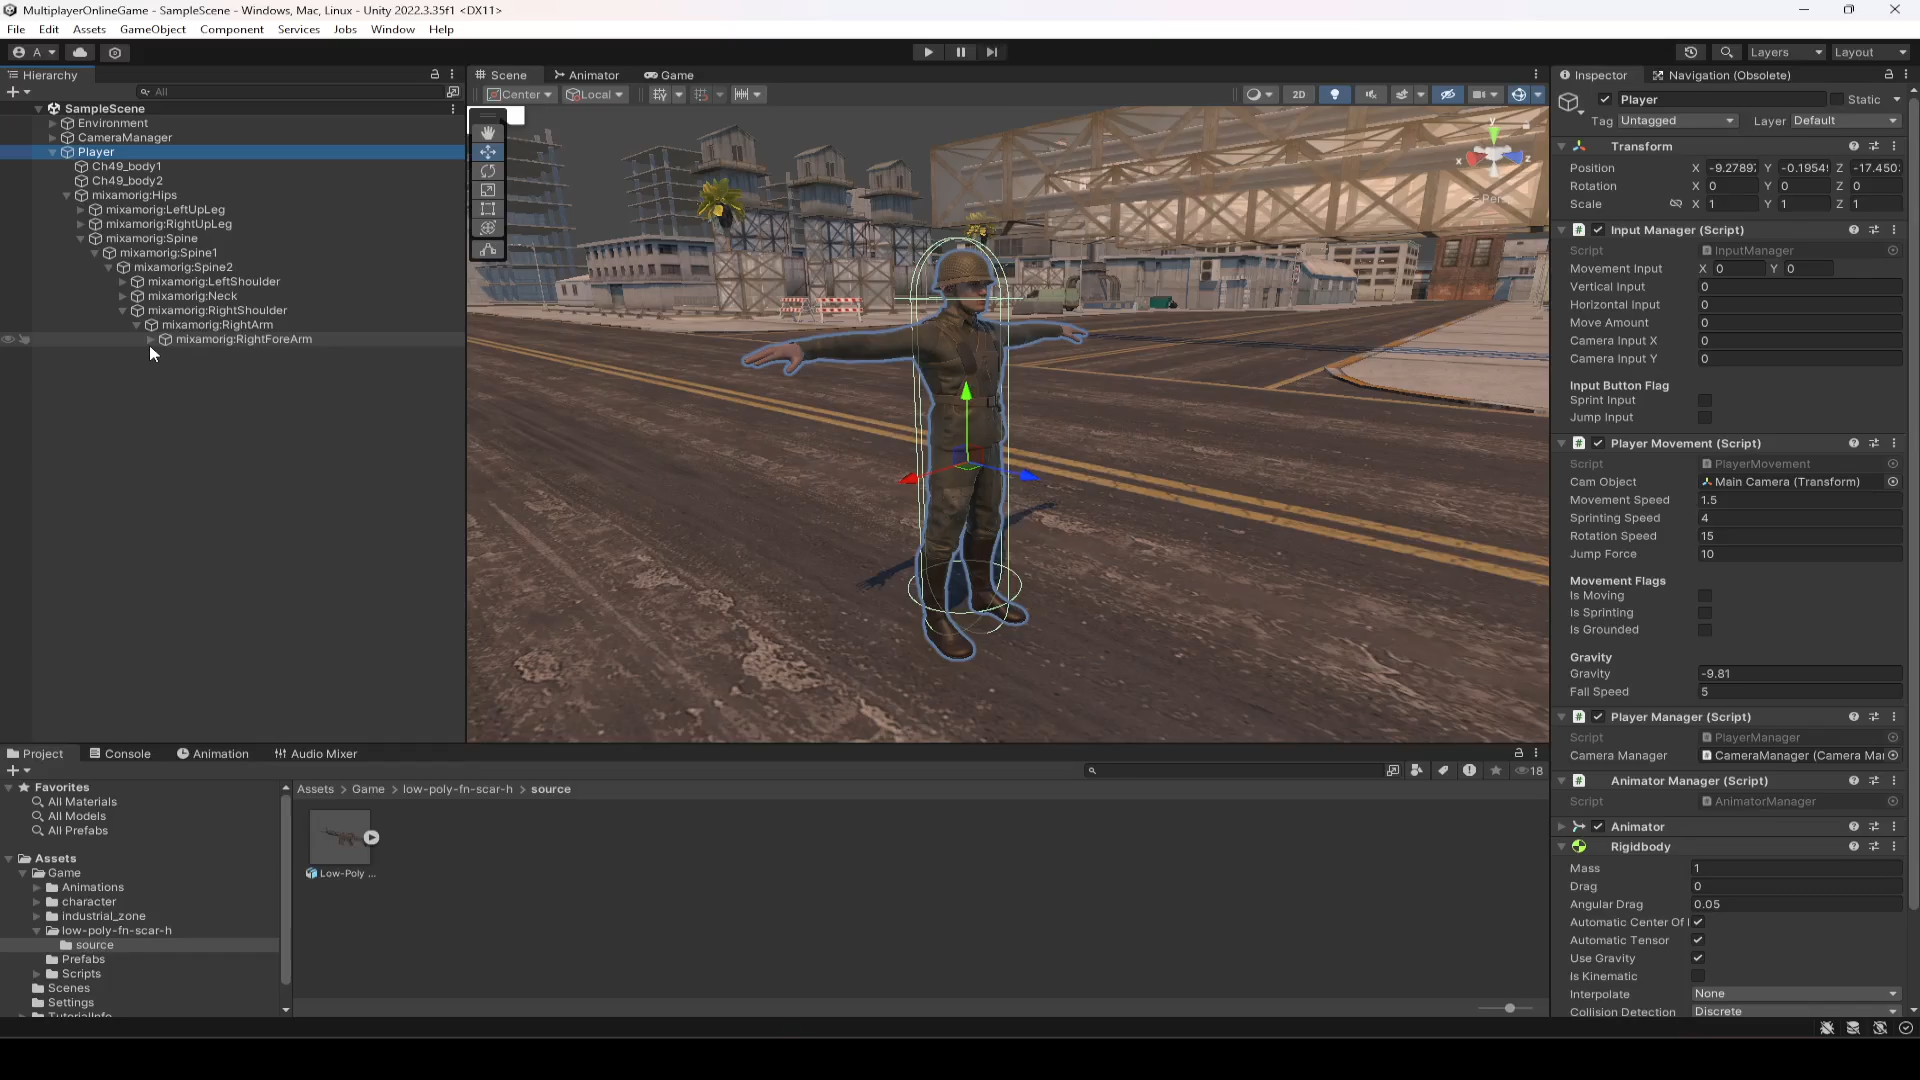 MultiplayerOnlineGame - SampleScene - Windows, Mac, Linux - Unity 2022.3.35f1 <DX11>
File Edit Assets GameObject Component Services Jobs Window Help
A Layers Layout
Hierarchy
All
SampleScene
Environment
CameraManager
Player
Ch49_body1
Ch49_body2
mixamorig:Hips
mixamorig:LeftUpLeg
mixamorig:RightUpLeg
mixamorig:Spine
mixamorig:Spine1
mixamorig:Spine2
mixamorig:LeftShoulder
mixamorig:Neck
mixamorig:RightShoulder
mixamorig:RightArm
mixamorig:RightForeArm
Scene Animator Game
Center Local 2D
y
x z
Persp
Inspector Navigation (Obsolete)
Player Static
Tag Untagged Layer Default
Transform
Position X -9.2789 Y -0.1954 Z -17.450
Rotation X 0 Y 0 Z 0
Scale X 1 Y 1 Z 1
Input Manager (Script)
Script InputManager
Movement Input X 0 Y 0
Vertical Input 0
Horizontal Input 0
Move Amount 0
Camera Input X 0
Camera Input Y 0
Input Button Flag
Sprint Input
Jump Input
Player Movement (Script)
Script PlayerMovement
Cam Object Main Camera (Transform)
Movement Speed 1.5
Sprinting Speed 4
Rotation Speed 15
Jump Force 10
Movement Flags
Is Moving
Is Sprinting
Is Grounded
Gravity
Gravity -9.81
Fall Speed 5
Player Manager (Script)
Script PlayerManager
Camera Manager CameraManager (Camera Mar
Animator Manager (Script)
Script AnimatorManager
Animator
Rigidbody
Mass 1
Drag 0
Angular Drag 0.05
Automatic Center Of
Automatic Tensor
Use Gravity
Is Kinematic
Interpolate None
Collision Detection Discrete
Project Console Animation Audio Mixer
18
Favorites
All Materials
All Models
All Prefabs
Assets
Game
Animations
character
industrial_zone
low-poly-fn-scar-h
source
Prefabs
Scripts
Scenes
Settings
TutorialInfo
Assets > Game > low-poly-fn-scar-h > source
Low-Poly ...